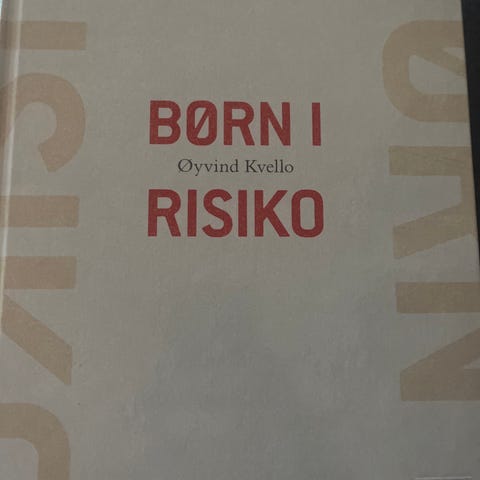 BØRN I
Øyvind Kvello
RISIKO